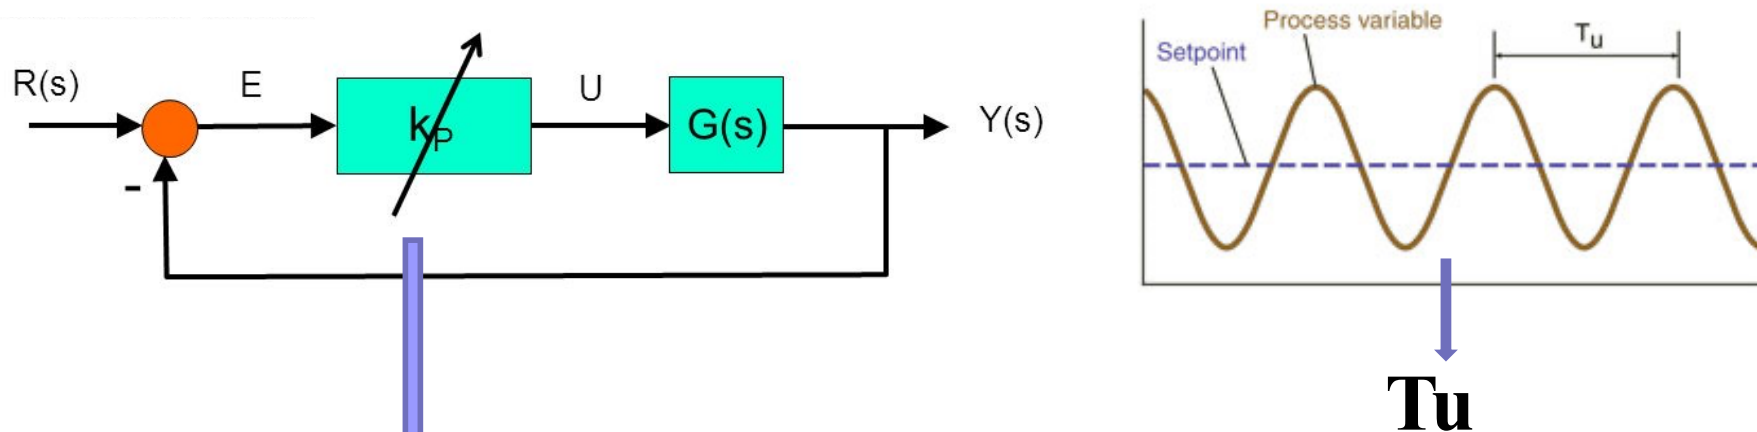 R(s)
E
kP
U
G(s)
Y(s)
-
Process variable
Setpoint
Tu
Tu